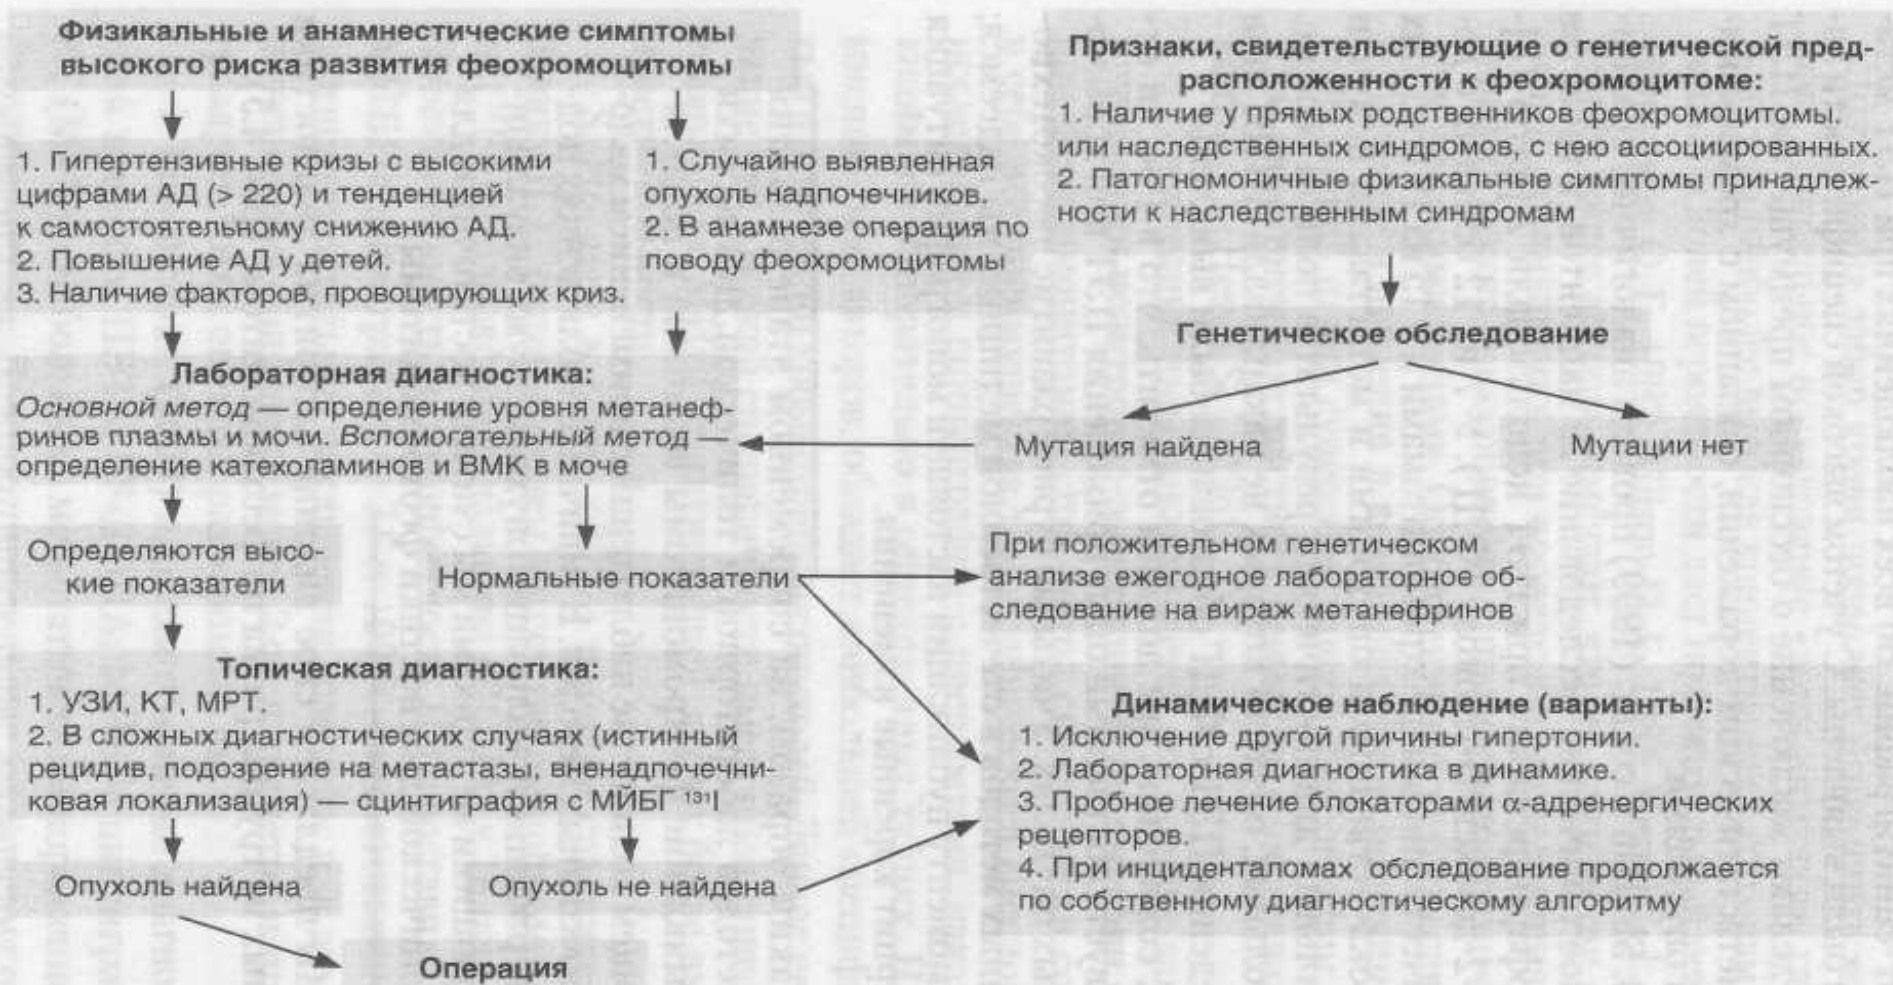 Физикальные и анамнестические симптомы
высокого риска развития феохромоцитомы
1. Гипертензивные кризы с высокими
цифрами АД (> 220) и тенденцией
к самостоятельному снижению АД.
2. Повышение АД у детей.
3. Наличие факторов, провоцирующих криз.
1. Случайно выявленная
опухоль надпочечников.
2. В анамнезе операция по
поводу феохромоцитомы
Признаки, свидетельствующие о генетической пред-
расположенности к феохромоцитоме:
1. Наличие у прямых родственников феохромоцитомы.
или наследственных синдромов, с нею ассоциированных.
2. Патогномоничные физикальные симптомы принадлеж-
ности к наследственным синдромам
Генетическое обследование
Мутация найдена
Мутации нет
Лабораторная диагностика:
Основной метод — определение уровня метанеф-
ринов плазмы и мочи. Вспомогательный метод —
определение катехоламинов и ВМК в моче
Определяются высо-
кие показатели
Нормальные показатели
При положительном генетическом
анализе ежегодное лабораторное об-
следование на вираж метанефринов
Топическая диагностика:
1. УЗИ, КТ, МРТ.
2. В сложных диагностических случаях (истинный
рецидив, подозрение на метастазы, вненадпочечни-
ковая локализация) — сцинтиграфия с МЙБГ ¹³¹I
Опухоль найдена
Опухоль не найдена
Операция
Динамическое наблюдение (варианты):
1. Исключение другой причины гипертонии.
2. Лабораторная диагностика в динамике.
3. Пробное лечение блокаторами α-адренергических
рецепторов.
4. При инциденталомах обследование продолжается
по собственному диагностическому алгоритму